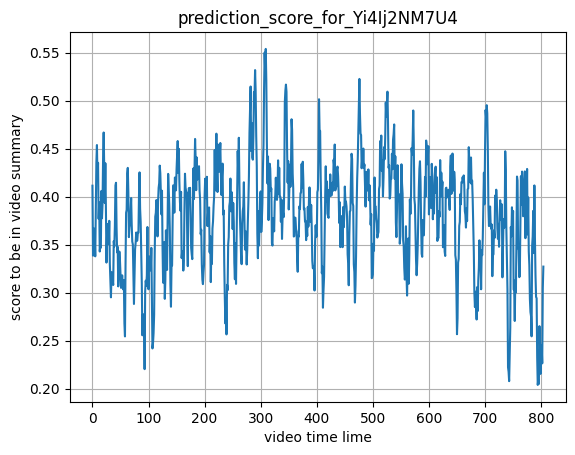 prediction_score_for_Yi4Ij2NM7U4
score to be in video summary
0.55
0.50
0.45
0.40
0.35
0.30
0.25
0.20
0 100 200 300 400 500 600 700 800
video time lime